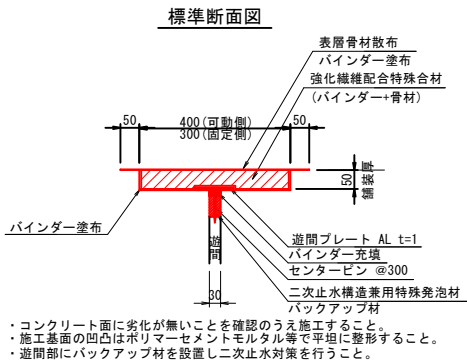 標準断面図
表層骨材散布
バインダー塗布
強化繊維配合特殊合材
(バインダー+骨材)
50
400(可動側)
300(固定側)
50
50
舗装厚
バインダー塗布
遊間
30
遊間プレート AL t=1
バインダー充填
センターピン @300
二次止水構造兼用特殊発泡材
バックアップ材
・コンクリート面に劣化が無いことを確認のうえ施工すること。
・施工基面の凹凸はポリマーセメントモルタル等で平坦に整形すること。
・遊間部にバックアップ材を設置し二次止水対策を行うこと。